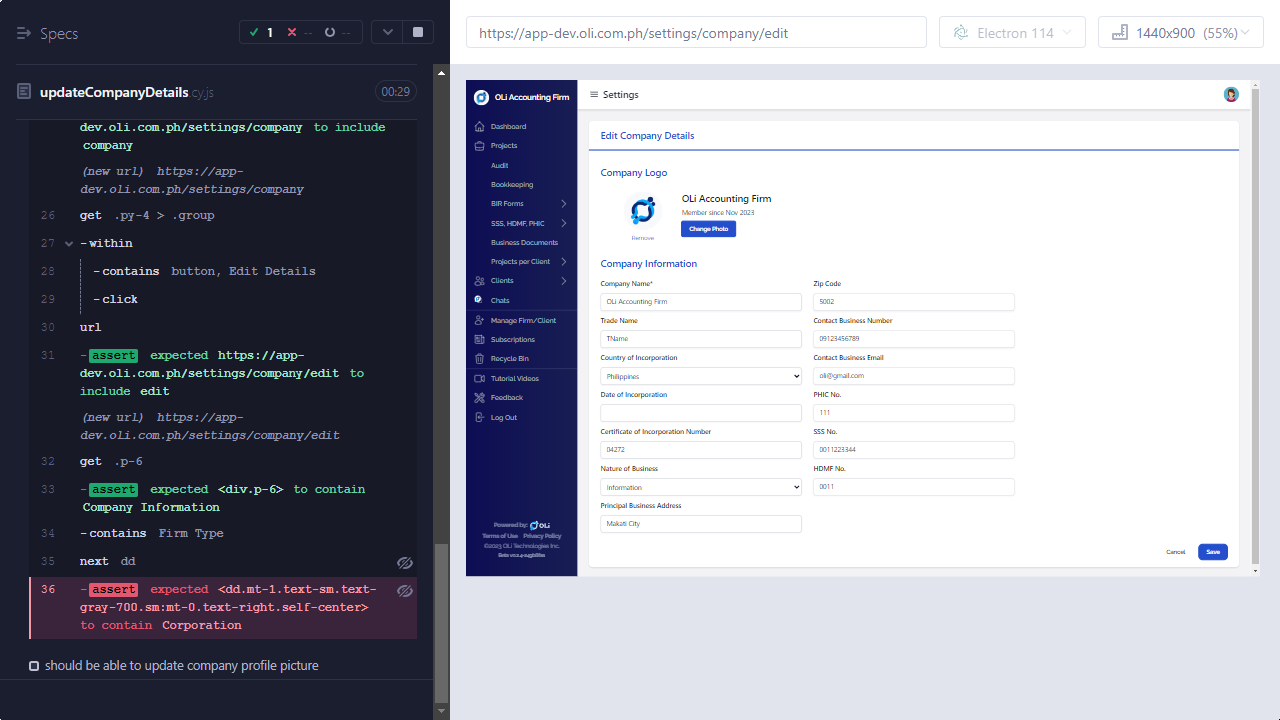 Specs
1
--
--
updateCompanyDetails.cy.js
00:29
dev.oli.com.ph/settings/company to include
company
(new url) https://app-
dev.oli.com.ph/settings/company
26 get .py-4 > .group
27 -within
28 -contains button, Edit Details
29 -click
30 url
31 -assert expected https://app-
dev.oli.com.ph/settings/company/edit to
include edit
(new url) https://app-
dev.oli.com.ph/settings/company/edit
32 get .p-6
33 -assert expected <div.p-6> to contain
Company Information
34 -contains Firm Type
35 next dd
36 -assert expected <dd.mt-1.text-sm.text-
gray-700.sm:mt-0.text-right.self-center>
to contain Corporation
should be able to update company profile picture
https://app-dev.oli.com.ph/settings/company/edit
Electron 114
1440x900 (55%)
OLi Accounting Firm
Dashboard
Projects
Audit
Bookkeeping
BIR Forms
SSS, HDMF, PHIC
Business Documents
Projects per Client
Clients
Chats
Manage Firm/Client
Subscriptions
Recycle Bin
Tutorial Videos
Feedback
Log Out
Powered by: OLi
Terms of Use Privacy Policy
©2023 OLi Technologies Inc.
Settings
Edit Company Details
Company Logo
OLi Accounting Firm
Member since Nov 2023
Change Photo
Remove
Company Information
Company Name*
OLi Accounting Firm
Trade Name
TName
Country of Incorporation
Philippines
Date of Incorporation
Certificate of Incorporation Number
04272
Nature of Business
Information
Principal Business Address
Makati City
Zip Code
5002
Contact Business Number
09123456789
Contact Business Email
oli@gmail.com
PHIC No.
111
SSS No.
0011223344
HDMF No.
0011
Cancel
Save